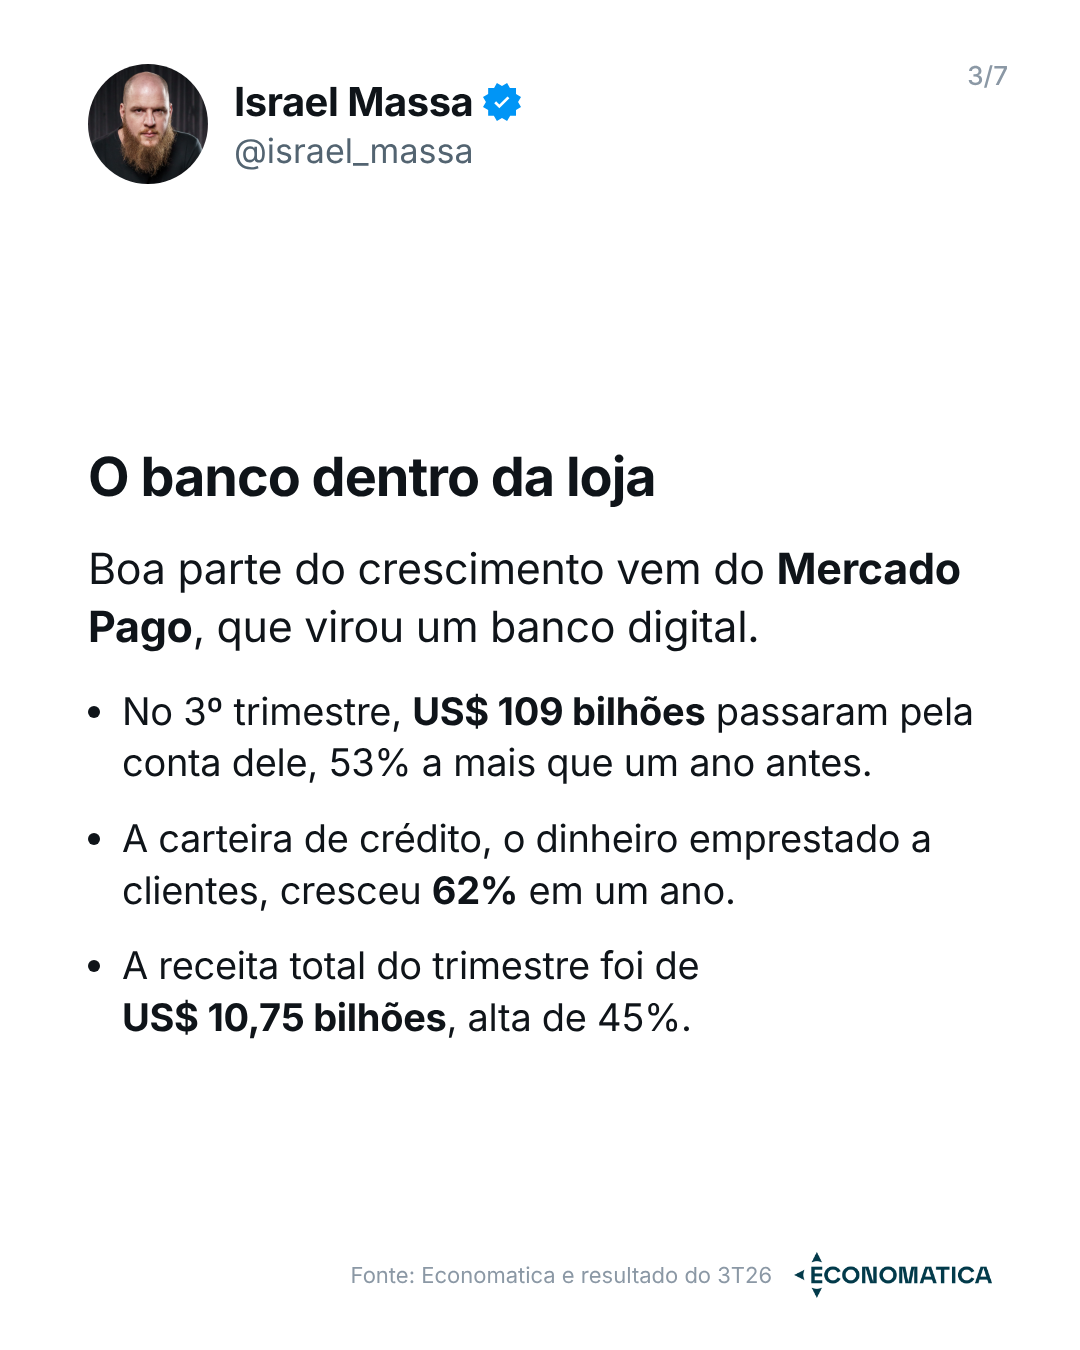 Israel Massa
@israel_massa
3/7
O banco dentro da loja
Boa parte do crescimento vem do Mercado
Pago, que virou um banco digital.
• No 3º trimestre, US$ 109 bilhões passaram pela
conta dele, 53% a mais que um ano antes.
• A carteira de crédito, o dinheiro emprestado a
clientes, cresceu 62% em um ano.
• A receita total do trimestre foi de
US$ 10,75 bilhões, alta de 45%.
Fonte: Economatica e resultado do 3T26
ECONOMATICA